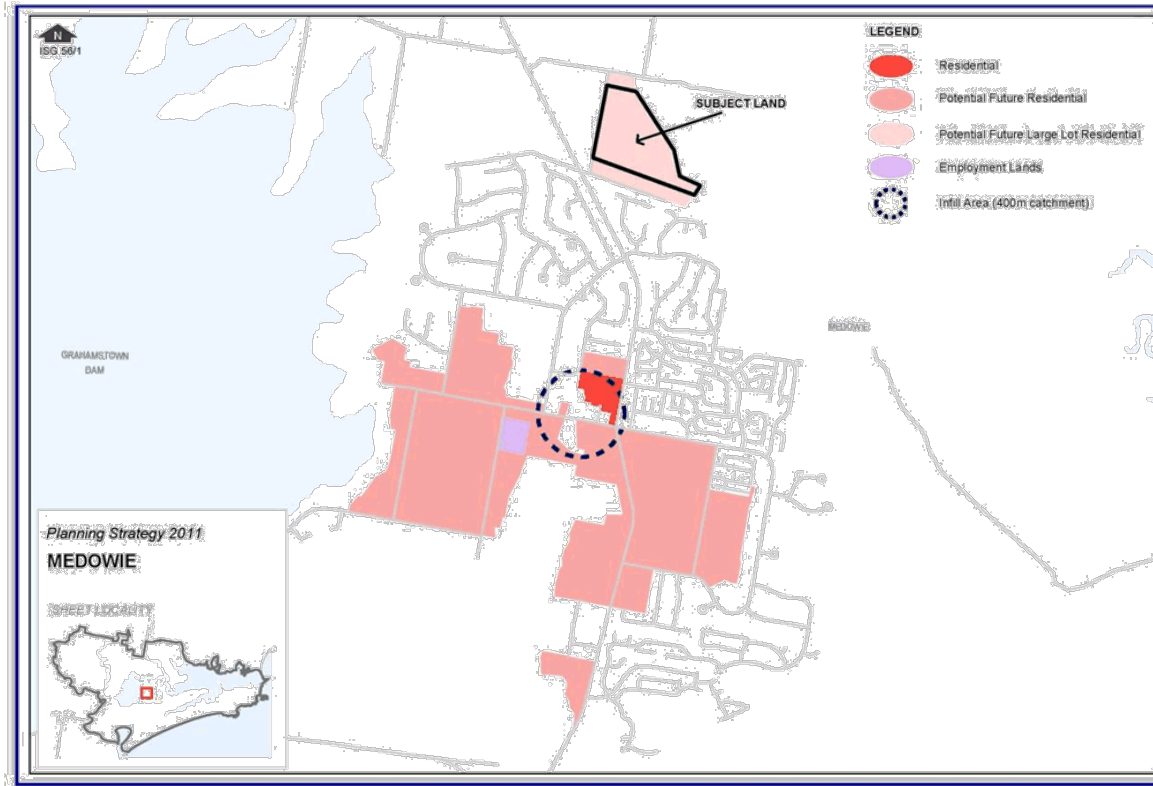 N
ISG 56/1
LEGEND
Residential
Potential Future Residential
Potential Future Large Lot Residential
Employment Lands
Infill Area (400m catchment)
SUBJECT LAND
MEDOWIE
GRAHAMSTOWN
DAM
Planning Strategy 2011
MEDOWIE
SHEET LOCALITY